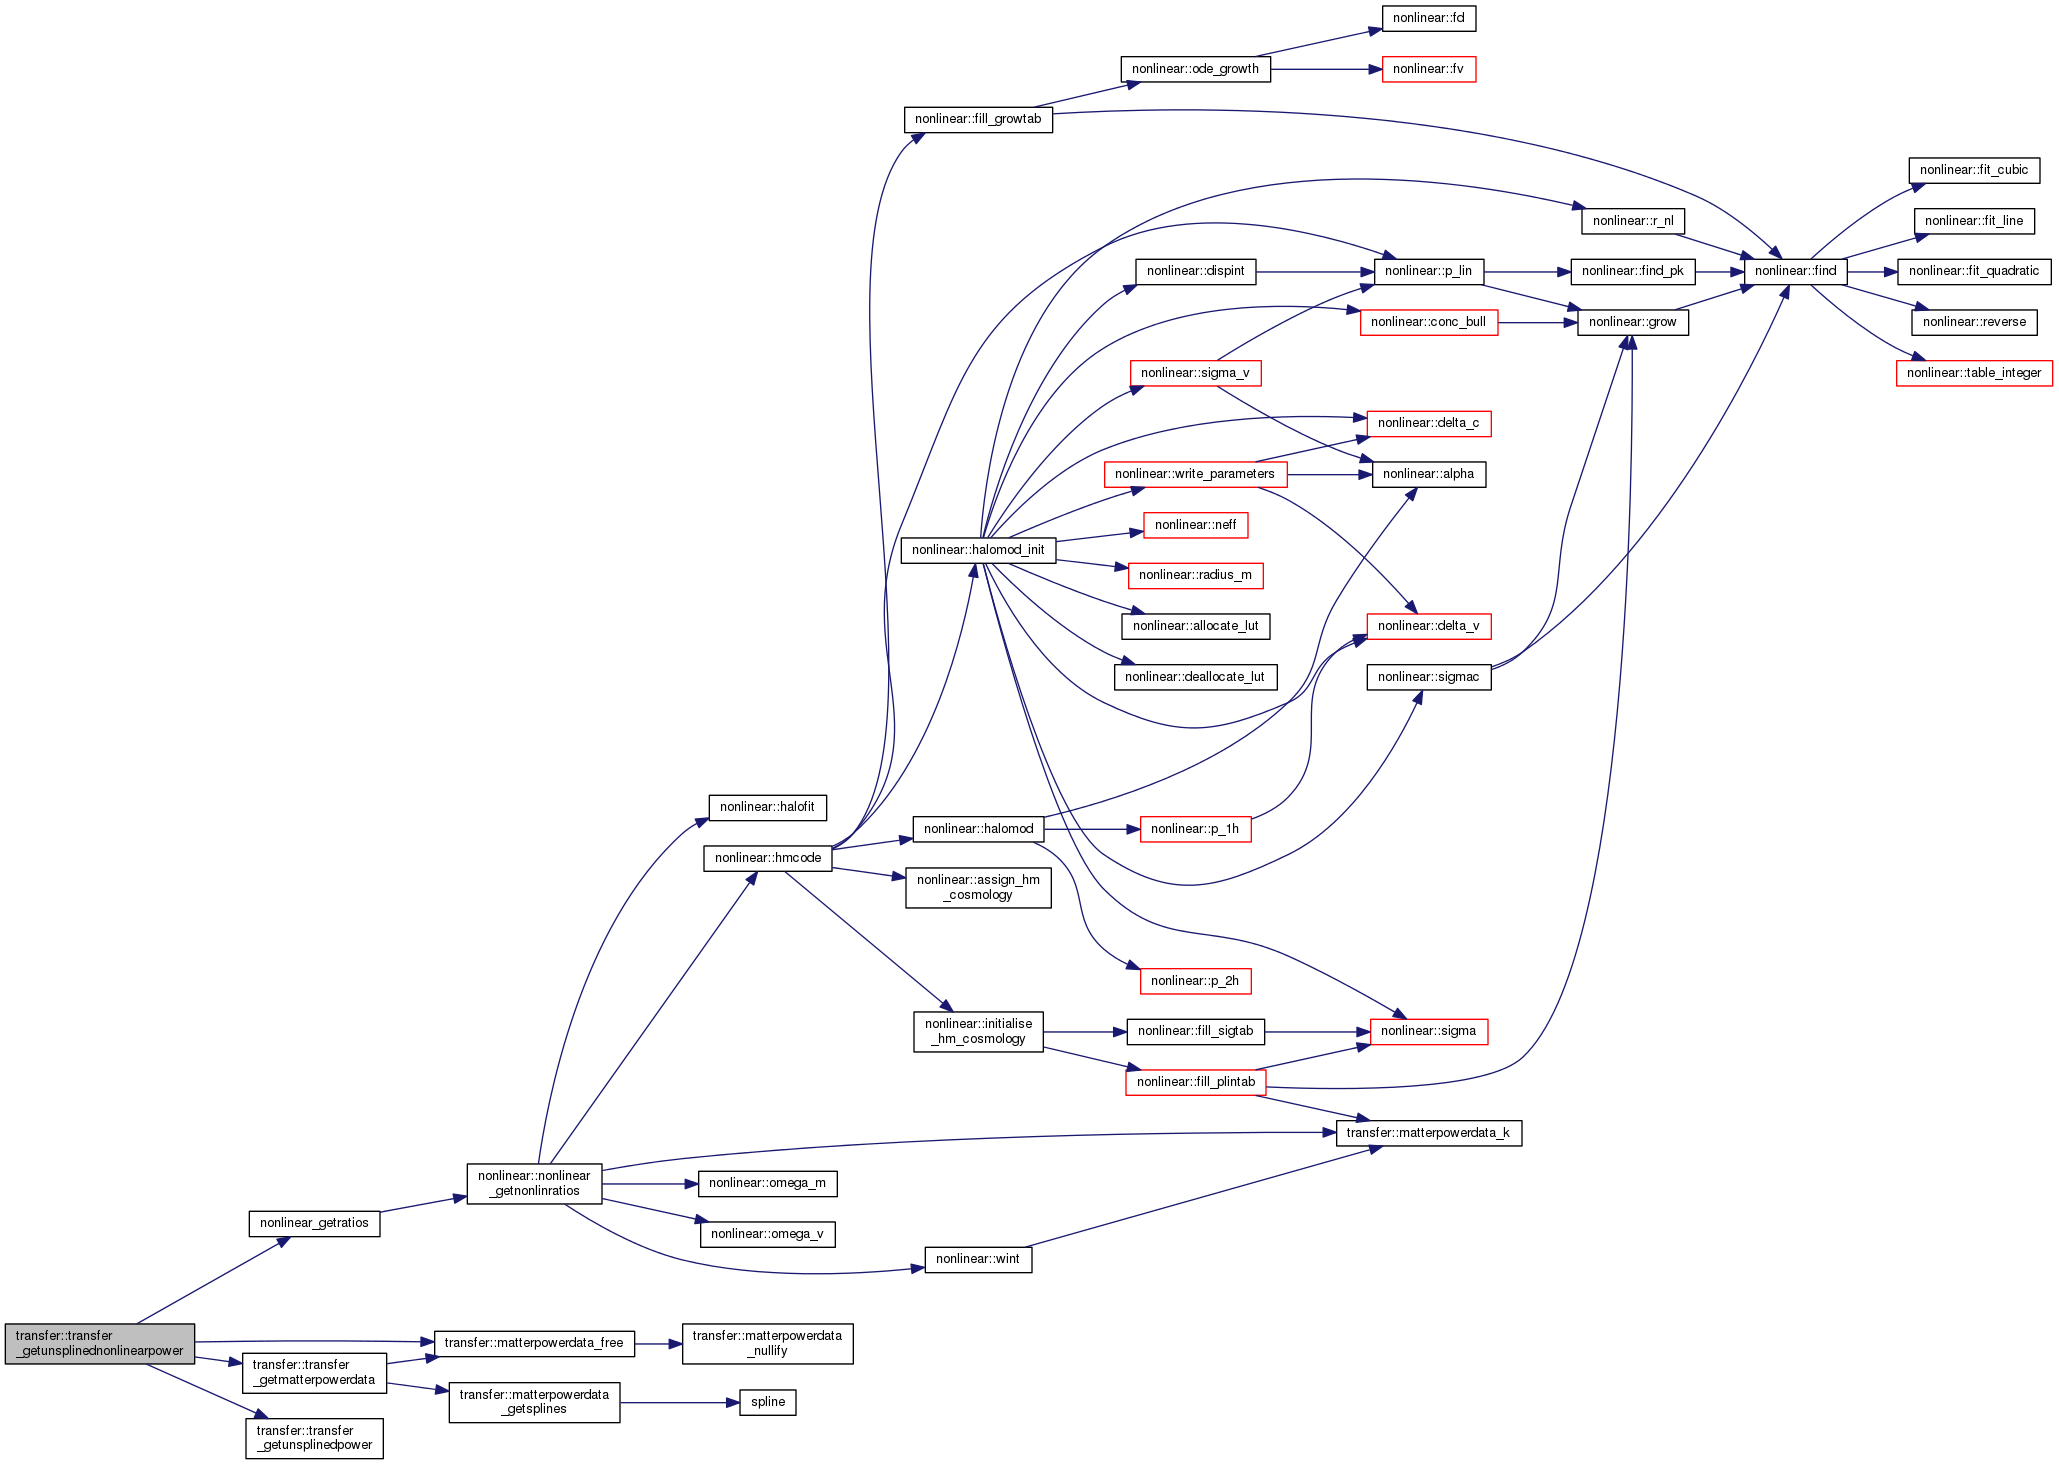 nonlinear::fd
nonlinear::ode_growth
nonlinear::fv
nonlinear::fill_growtab
nonlinear::fit_cubic
nonlinear::r_nl
nonlinear::fit_line
nonlinear::dispint
nonlinear::p_lin
nonlinear::find_pk
nonlinear::find
nonlinear::fit_quadratic
nonlinear::conc_bull
nonlinear::grow
nonlinear::reverse
nonlinear::sigma_v
nonlinear::table_integer
nonlinear::delta_c
nonlinear::write_parameters
nonlinear::alpha
nonlinear::neff
nonlinear::halomod_init
nonlinear::radius_m
nonlinear::allocate_lut
nonlinear::delta_v
nonlinear::deallocate_lut
nonlinear::sigmac
nonlinear::halofit
nonlinear::halomod
nonlinear::p_1h
nonlinear::hmcode
nonlinear::assign_hm
_cosmology
nonlinear::p_2h
nonlinear::initialise
_hm_cosmology
nonlinear::fill_sigtab
nonlinear::sigma
nonlinear::fill_plintab
transfer::matterpowerdata_k
nonlinear::nonlinear
_getnonlinratios
nonlinear::omega_m
nonlinear_getratios
nonlinear::omega_v
nonlinear::wint
transfer::transfer
_getunsplinednonlinearpower
transfer::matterpowerdata_free
transfer::matterpowerdata
_nullify
transfer::transfer
_getmatterpowerdata
transfer::matterpowerdata
_getsplines
spline
transfer::transfer
_getunsplinedpower